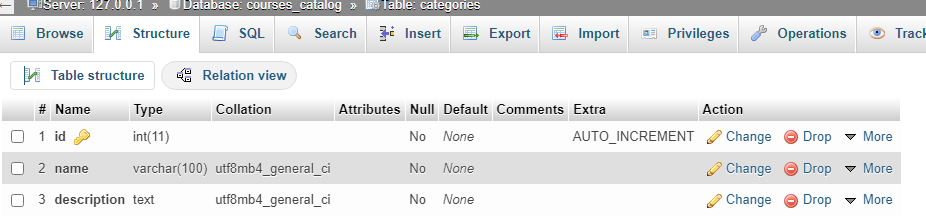 Server: 127.0.0.1 » Database: courses_catalog » Table: categories
Browse Structure SQL Search Insert Export Import Privileges Operations Track
Table structure Relation view
# Name Type Collation Attributes Null Default Comments Extra Action
1 id int(11) No None AUTO_INCREMENT Change Drop More
2 name varchar(100) utf8mb4_general_ci No None Change Drop More
3 description text utf8mb4_general_ci No None Change Drop More